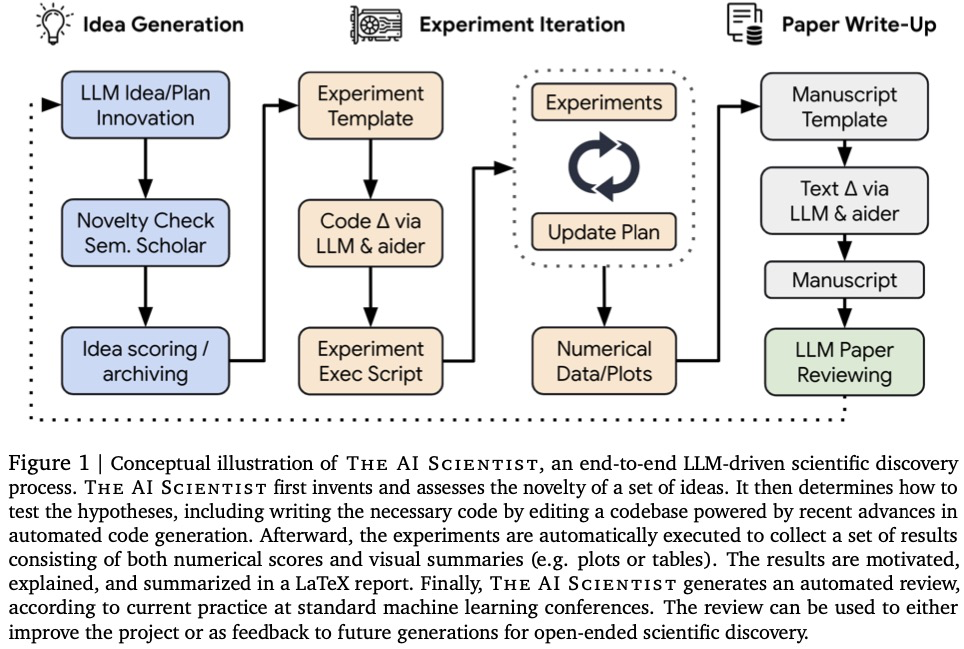 Idea Generation
Experiment Iteration
Paper Write-Up
LLM Idea/Plan
Innovation
Novelty Check
Sem. Scholar
Idea scoring /
archiving
Experiment
Template
Code Δ via
LLM & aider
Experiment
Exec Script
Experiments
Update Plan
Numerical
Data/Plots
Manuscript
Template
Text Δ via
LLM & aider
Manuscript
LLM Paper
Reviewing
Figure 1 | Conceptual illustration of THE AI SCIENTIST, an end-to-end LLM-driven scientific discovery
process. THE AI SCIENTIST first invents and assesses the novelty of a set of ideas. It then determines how to
test the hypotheses, including writing the necessary code by editing a codebase powered by recent advances in
automated code generation. Afterward, the experiments are automatically executed to collect a set of results
consisting of both numerical scores and visual summaries (e.g. plots or tables). The results are motivated,
explained, and summarized in a LaTeX report. Finally, THE AI SCIENTIST generates an automated review,
according to current practice at standard machine learning conferences. The review can be used to either
improve the project or as feedback to future generations for open-ended scientific discovery.